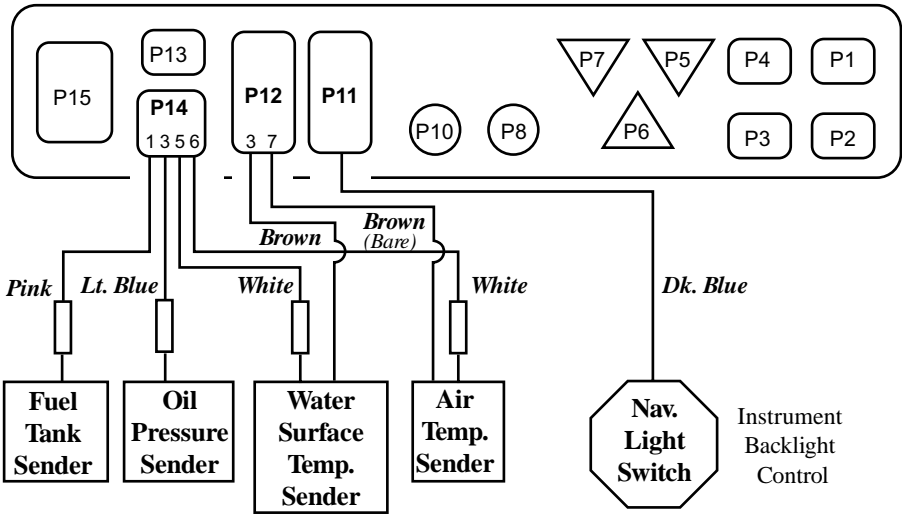 P15
P13
P14
1 3 5 6
P12
3 7
P11
P10
P8
P7
P5
P6
P4
P1
P3
P2
Pink
Lt. Blue
Brown
White
Brown
(Bare)
White
Dk. Blue
Fuel
Tank
Sender
Oil
Pressure
Sender
Water
Surface
Temp.
Sender
Air
Temp.
Sender
Nav.
Light
Switch
Instrument
Backlight
Control